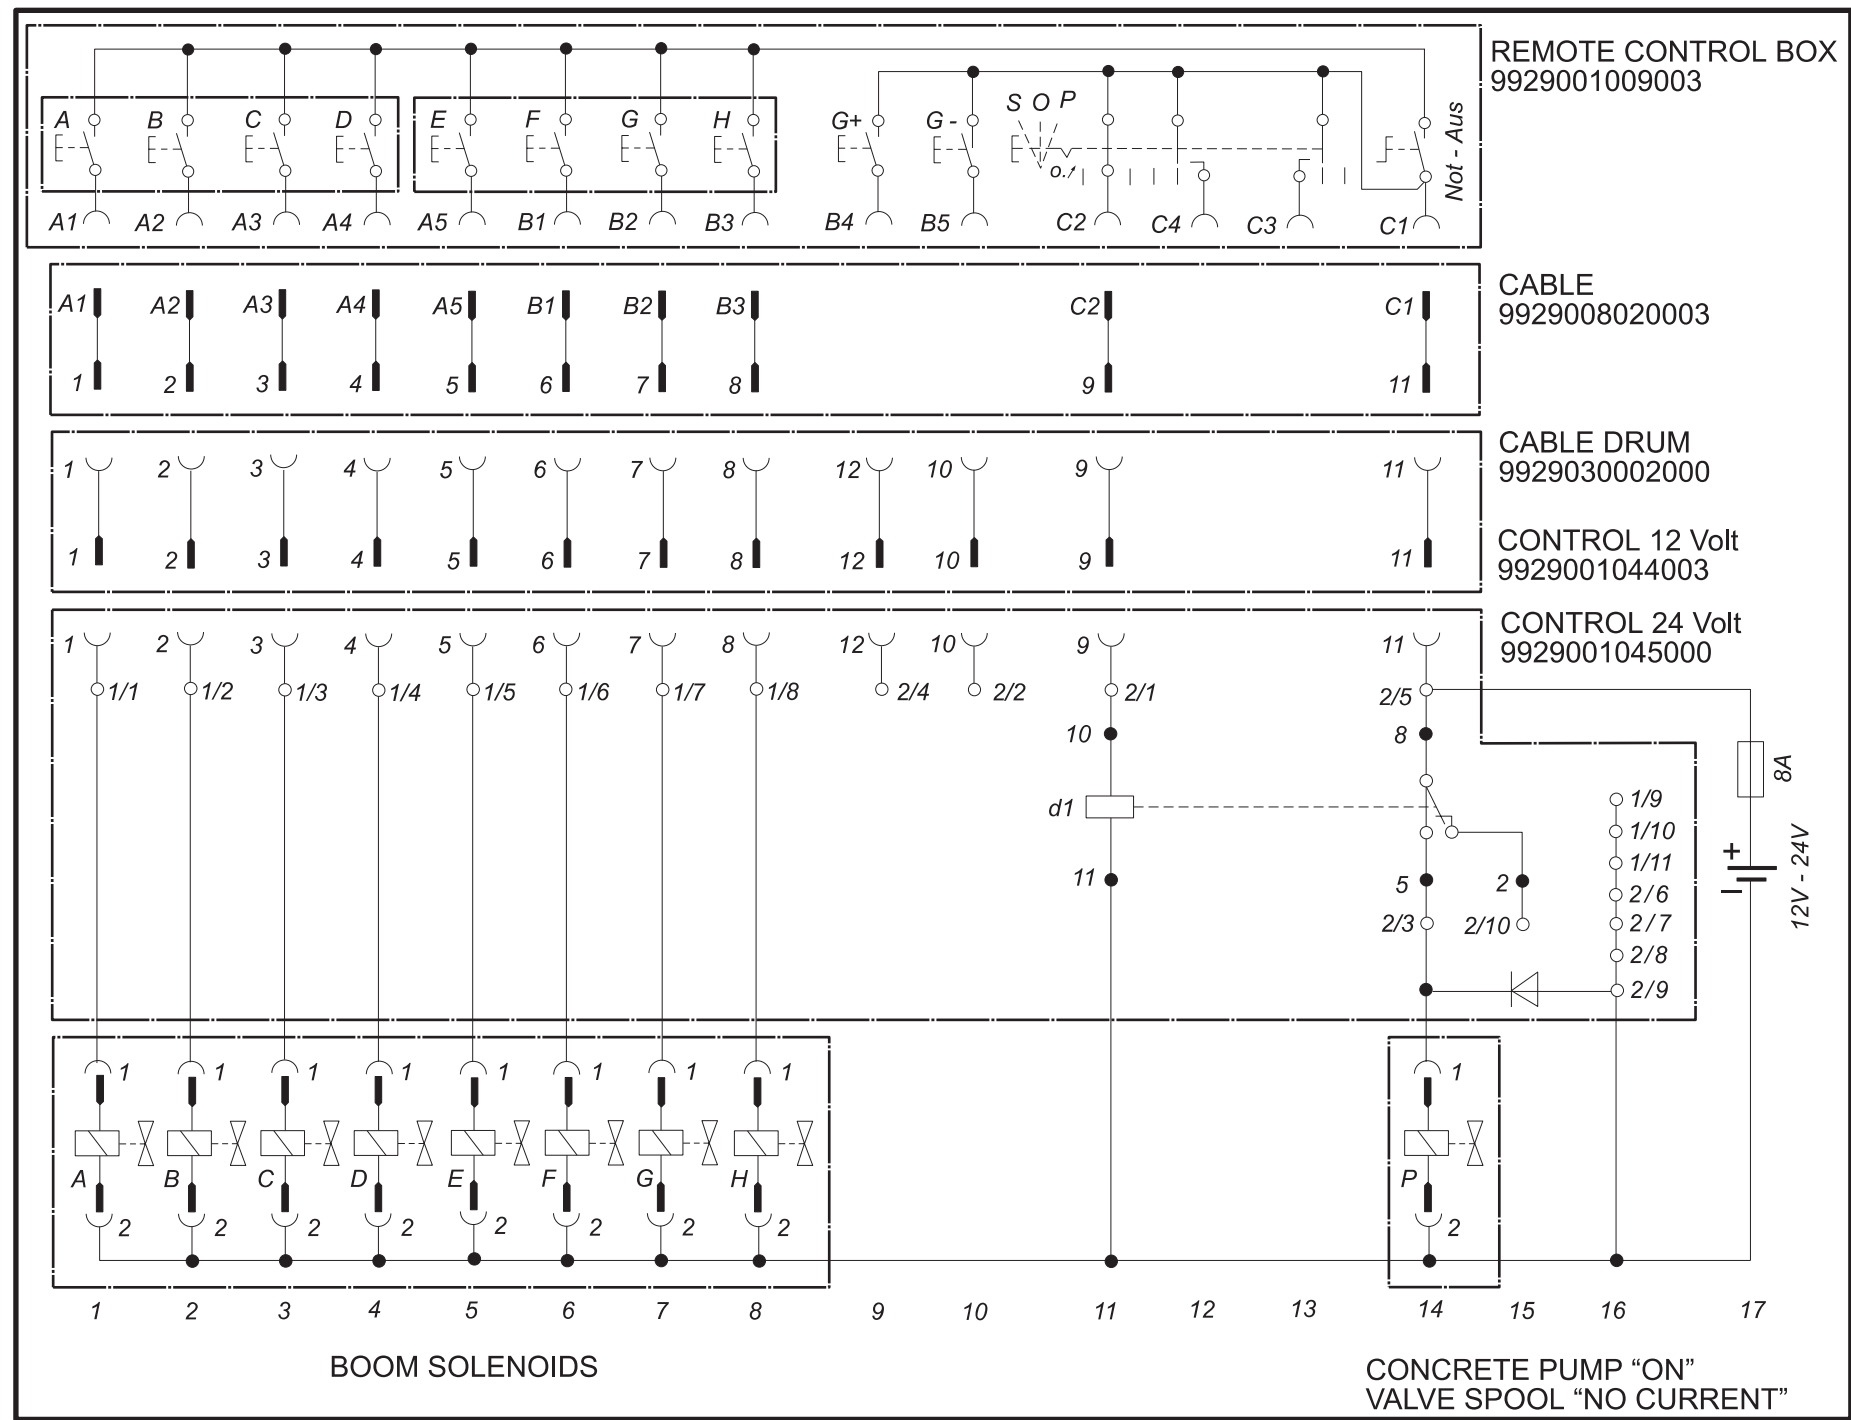 REMOTE CONTROL BOX
9929001009003
A B C D E F G H G+ G - S O P
o.
Not - Aus
A1 A2 A3 A4 A5 B1 B2 B3 B4 B5 C2 C4 C3 C1
CABLE
9929008020003
A1 A2 A3 A4 A5 B1 B2 B3 C2 C1
1 2 3 4 5 6 7 8 9 11
CABLE DRUM
9929030002000
1 2 3 4 5 6 7 8 12 10 9 11
CONTROL 12 Volt
9929001044003
1 2 3 4 5 6 7 8 12 10 9 11
CONTROL 24 Volt
9929001045000
1 2 3 4 5 6 7 8 12 10 9 11
1/1 1/2 1/3 1/4 1/5 1/6 1/7 1/8 2/4 2/2 2/1 2/5
10 8
8A
d1
1/9
1/10
1/11
2/6
2/7
2/8
2/9
+
–
12V - 24V
11 5 2
2/3 2/10
1 1 1 1 1 1 1 1 1
A B C D E F G H P
2 2 2 2 2 2 2 2 2
1 2 3 4 5 6 7 8 9 10 11 12 13 14 15 16 17
BOOM SOLENOIDS
CONCRETE PUMP “ON”
VALVE SPOOL “NO CURRENT”